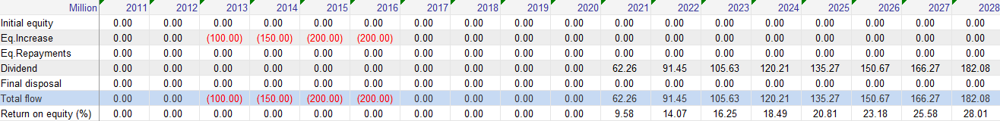 Million 2011 2012 2013 2014 2015 2016 2017 2018 2019 2020 2021 2022 2023 2024 2025 2026 2027 2028
Initial equity 0.00 0.00 0.00 0.00 0.00 0.00 0.00 0.00 0.00 0.00 0.00 0.00 0.00 0.00 0.00 0.00 0.00 0.00
Eq.Increase 0.00 0.00 (100.00) (150.00) (200.00) (200.00) 0.00 0.00 0.00 0.00 0.00 0.00 0.00 0.00 0.00 0.00 0.00 0.00
Eq.Repayments 0.00 0.00 0.00 0.00 0.00 0.00 0.00 0.00 0.00 0.00 0.00 0.00 0.00 0.00 0.00 0.00 0.00 0.00
Dividend 0.00 0.00 0.00 0.00 0.00 0.00 0.00 0.00 0.00 0.00 62.26 91.45 105.63 120.21 135.27 150.67 166.27 182.08
Final disposal 0.00 0.00 0.00 0.00 0.00 0.00 0.00 0.00 0.00 0.00 0.00 0.00 0.00 0.00 0.00 0.00 0.00 0.00
Total flow 0.00 0.00 (100.00) (150.00) (200.00) (200.00) 0.00 0.00 0.00 0.00 62.26 91.45 105.63 120.21 135.27 150.67 166.27 182.08
Return on equity (%) 0.00 0.00 0.00 0.00 0.00 0.00 0.00 0.00 0.00 0.00 9.58 14.07 16.25 18.49 20.81 23.18 25.58 28.01